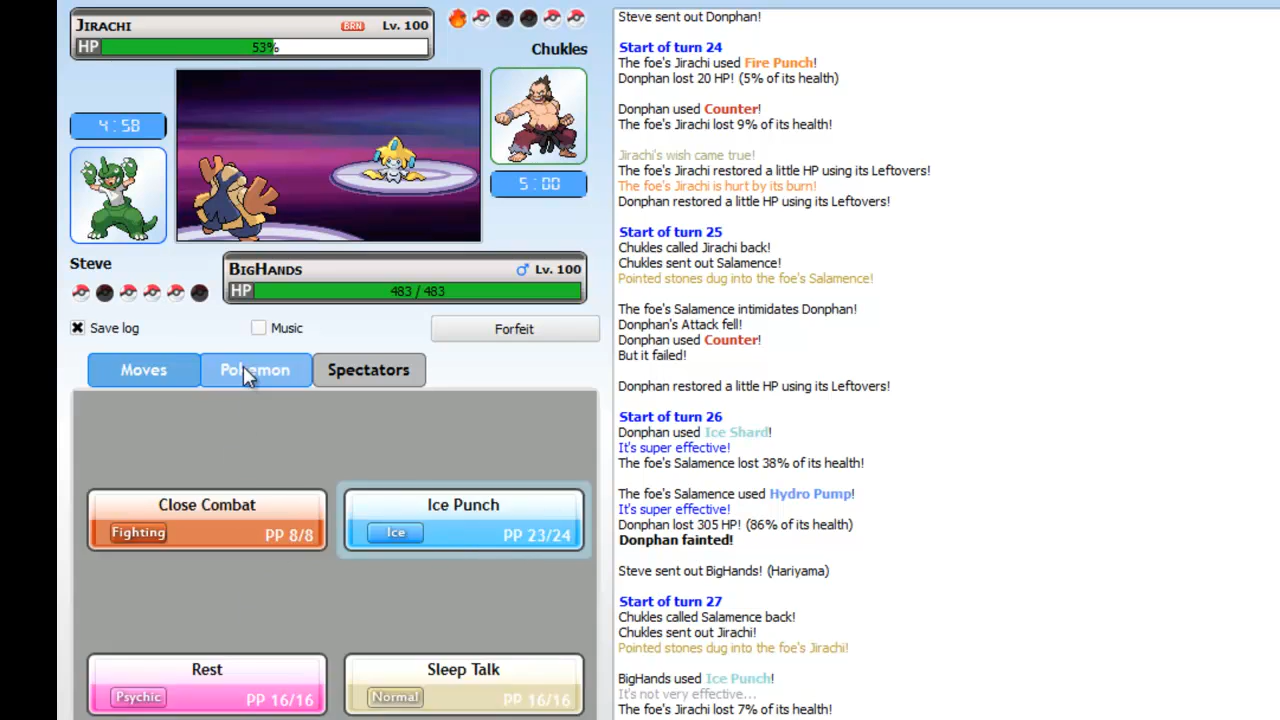 JIRACHI BRN Lv. 100
HP 53%
Chukles
4:58
5:00
Steve
BIGHANDS ♂ Lv. 100
HP 483 / 483
Save log
Music
Forfeit
Moves
Pokemon
Spectators
Close Combat
Fighting PP 8/8
Ice Punch
Ice PP 23/24
Rest
Psychic PP 16/16
Sleep Talk
Normal PP 16/16
Steve sent out Donphan!
Start of turn 24
The foe's Jirachi used Fire Punch!
Donphan lost 20 HP! (5% of its health)
Donphan used Counter!
The foe's Jirachi lost 9% of its health!
Jirachi's wish came true!
The foe's Jirachi restored a little HP using its Leftovers!
The foe's Jirachi is hurt by its burn!
Donphan restored a little HP using its Leftovers!
Start of turn 25
Chukles called Jirachi back!
Chukles sent out Salamence!
Pointed stones dug into the foe's Salamence!
The foe's Salamence intimidates Donphan!
Donphan's Attack fell!
Donphan used Counter!
But it failed!
Donphan restored a little HP using its Leftovers!
Start of turn 26
Donphan used Ice Shard!
It's super effective!
The foe's Salamence lost 38% of its health!
The foe's Salamence used Hydro Pump!
It's super effective!
Donphan lost 305 HP! (86% of its health)
Donphan fainted!
Steve sent out BigHands! (Hariyama)
Start of turn 27
Chukles called Salamence back!
Chukles sent out Jirachi!
Pointed stones dug into the foe's Jirachi!
BigHands used Ice Punch!
It's not very effective...
The foe's Jirachi lost 7% of its health!